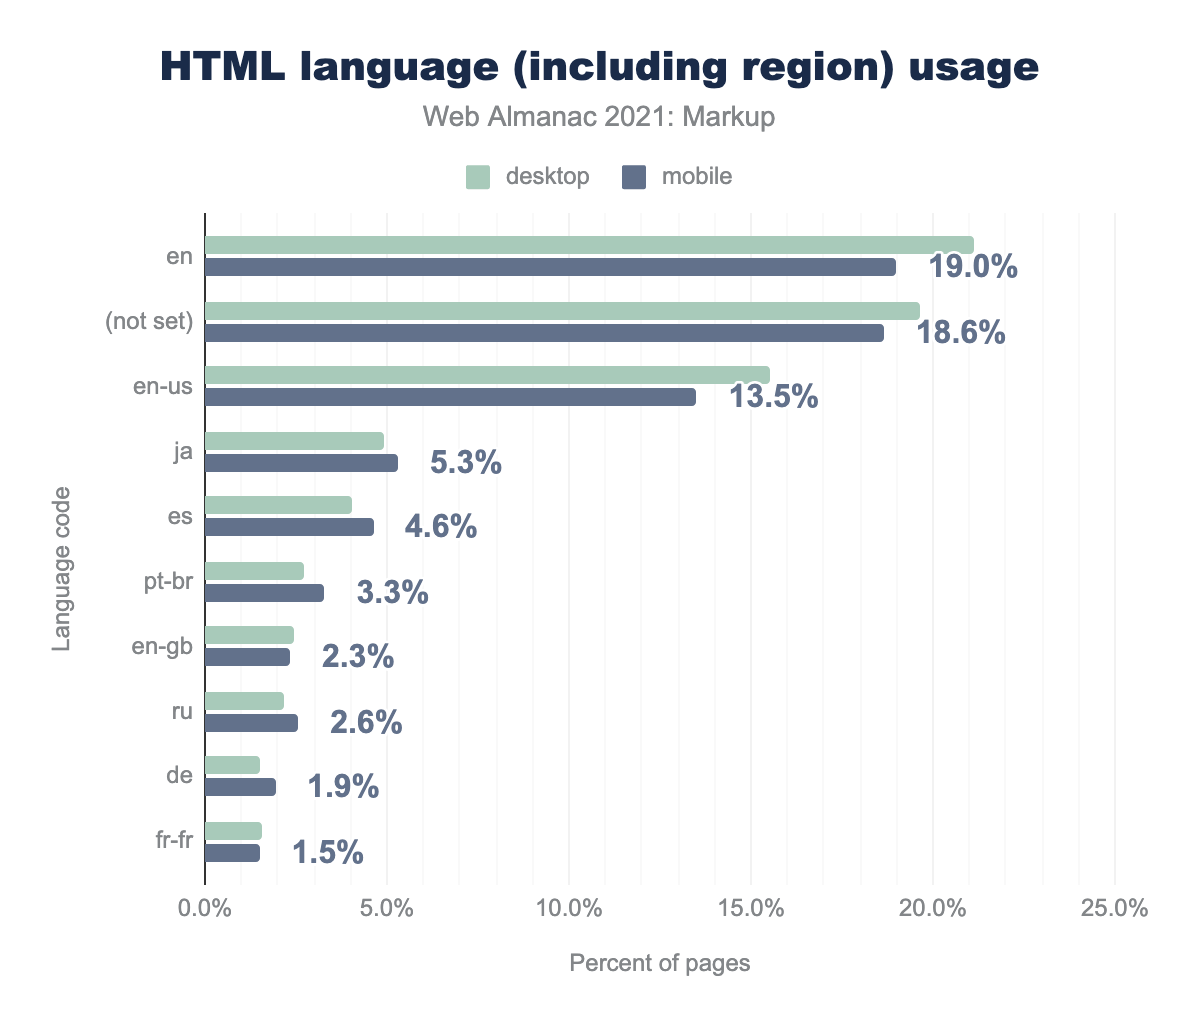 HTML language (including region) usage
Web Almanac 2021: Markup
desktop mobile
en 19.0%
(not set) 18.6%
en-us 13.5%
ja 5.3%
es 4.6%
pt-br 3.3%
en-gb 2.3%
ru 2.6%
de 1.9%
fr-fr 1.5%
Language code
0.0% 5.0% 10.0% 15.0% 20.0% 25.0%
Percent of pages